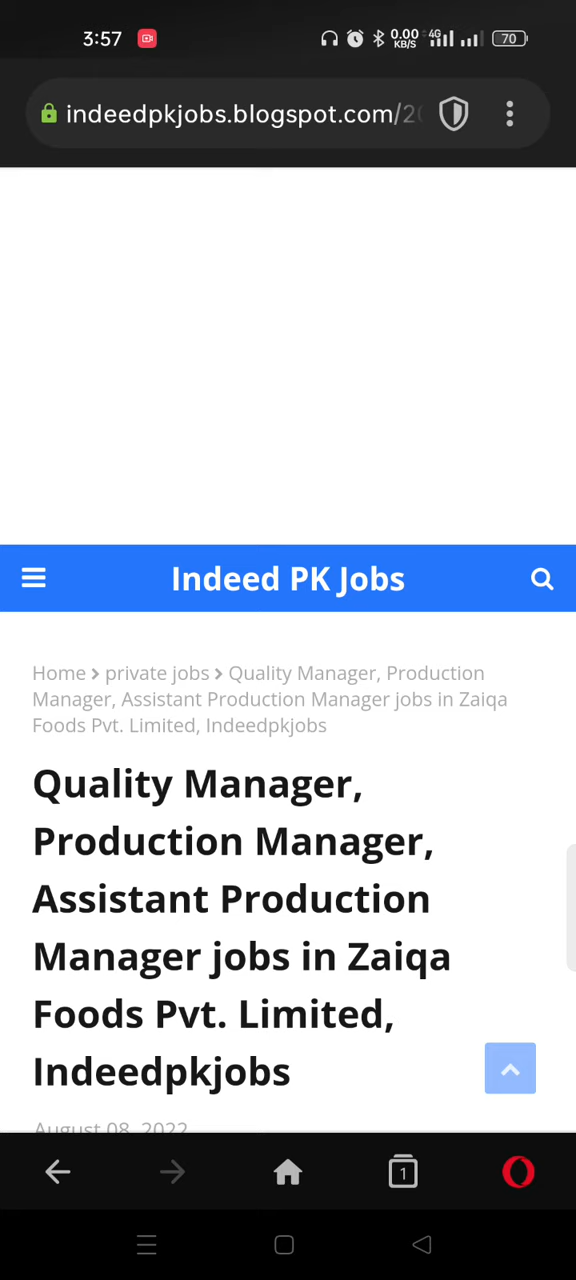 3:57 0.00 KB/S 4G 70
indeedpkjobs.blogspot.com/2
Indeed PK Jobs
Home > private jobs > Quality Manager, Production
Manager, Assistant Production Manager jobs in Zaiqa
Foods Pvt. Limited, Indeedpkjobs
Quality Manager,
Production Manager,
Assistant Production
Manager jobs in Zaiqa
Foods Pvt. Limited,
Indeedpkjobs
August 08, 2022
1